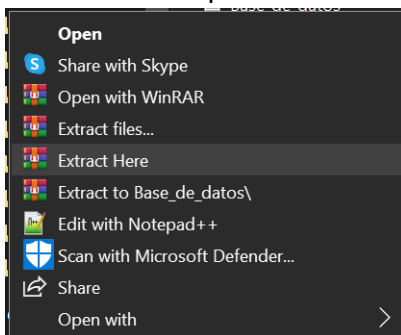 Base_de_datos
Open
Share with Skype
Open with WinRAR
Extract files...
Extract Here
Extract to Base_de_datos\
Edit with Notepad++
Scan with Microsoft Defender...
Share
Open with